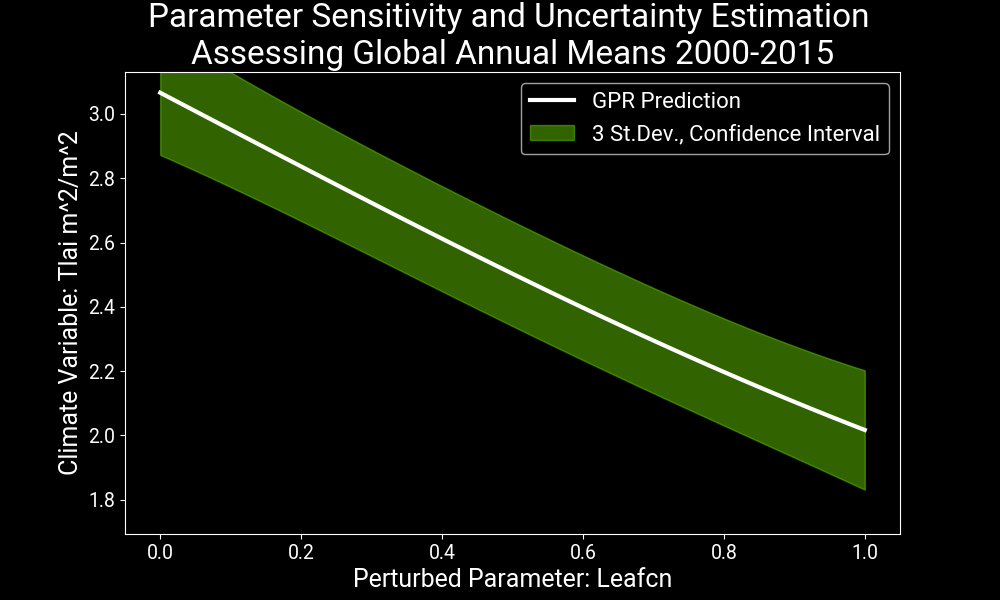 Parameter Sensitivity and Uncertainty Estimation
Assessing Global Annual Means 2000-2015
GPR Prediction
3 St.Dev., Confidence Interval
Climate Variable: Tlai m^2/m^2
3.0
2.8
2.6
2.4
2.2
2.0
1.8
0.0 0.2 0.4 0.6 0.8 1.0
Perturbed Parameter: Leafcn